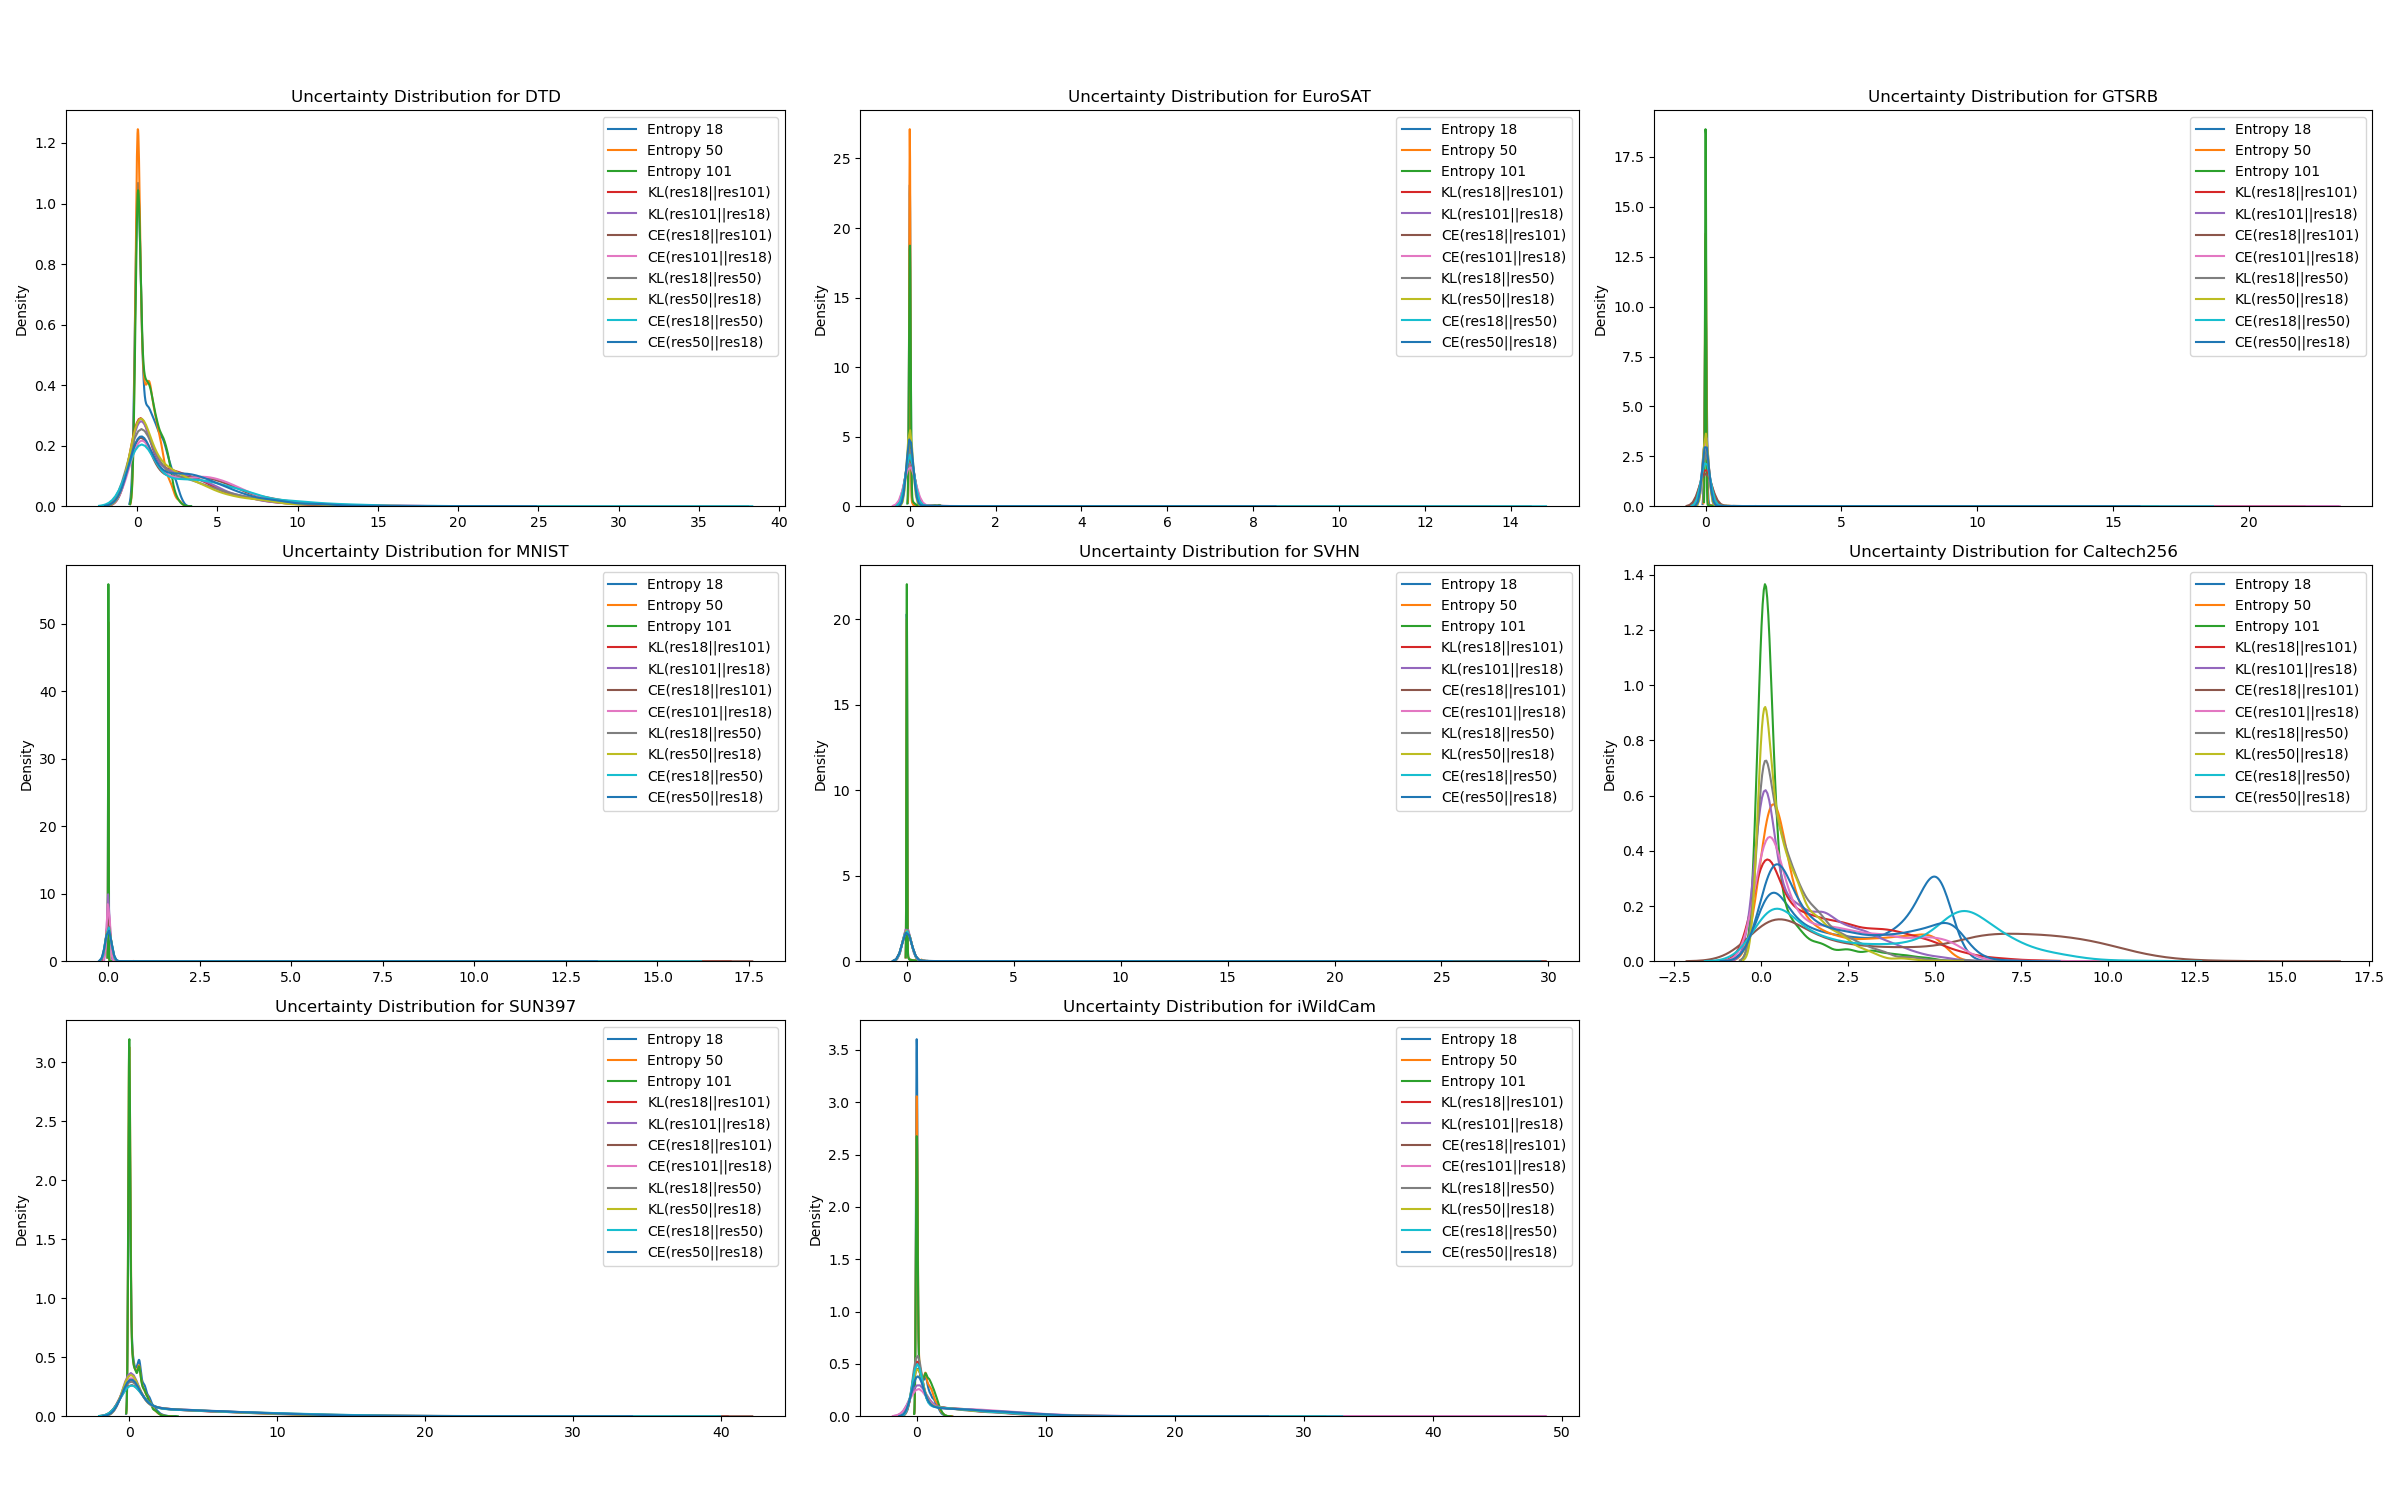 Uncertainty Distribution for DTD
Density
0.0
0.2
0.4
0.6
0.8
1.0
1.2
0 5 10 15 20 25 30 35 40
Entropy 18
Entropy 50
Entropy 101
KL(res18||res101)
KL(res101||res18)
CE(res18||res101)
CE(res101||res18)
KL(res18||res50)
KL(res50||res18)
CE(res18||res50)
CE(res50||res18)
Uncertainty Distribution for EuroSAT
Density
0
5
10
15
20
25
0 2 4 6 8 10 12 14
Entropy 18
Entropy 50
Entropy 101
KL(res18||res101)
KL(res101||res18)
CE(res18||res101)
CE(res101||res18)
KL(res18||res50)
KL(res50||res18)
CE(res18||res50)
CE(res50||res18)
Uncertainty Distribution for GTSRB
Density
0.0
2.5
5.0
7.5
10.0
12.5
15.0
17.5
0 5 10 15 20
Entropy 18
Entropy 50
Entropy 101
KL(res18||res101)
KL(res101||res18)
CE(res18||res101)
CE(res101||res18)
KL(res18||res50)
KL(res50||res18)
CE(res18||res50)
CE(res50||res18)
Uncertainty Distribution for MNIST
Density
0
10
20
30
40
50
0.0 2.5 5.0 7.5 10.0 12.5 15.0 17.5
Entropy 18
Entropy 50
Entropy 101
KL(res18||res101)
KL(res101||res18)
CE(res18||res101)
CE(res101||res18)
KL(res18||res50)
KL(res50||res18)
CE(res18||res50)
CE(res50||res18)
Uncertainty Distribution for SVHN
Density
0
5
10
15
20
0 5 10 15 20 25 30
Entropy 18
Entropy 50
Entropy 101
KL(res18||res101)
KL(res101||res18)
CE(res18||res101)
CE(res101||res18)
KL(res18||res50)
KL(res50||res18)
CE(res18||res50)
CE(res50||res18)
Uncertainty Distribution for Caltech256
Density
0.0
0.2
0.4
0.6
0.8
1.0
1.2
1.4
−2.5 0.0 2.5 5.0 7.5 10.0 12.5 15.0 17.5
Entropy 18
Entropy 50
Entropy 101
KL(res18||res101)
KL(res101||res18)
CE(res18||res101)
CE(res101||res18)
KL(res18||res50)
KL(res50||res18)
CE(res18||res50)
CE(res50||res18)
Uncertainty Distribution for SUN397
Density
0.0
0.5
1.0
1.5
2.0
2.5
3.0
0 10 20 30 40
Entropy 18
Entropy 50
Entropy 101
KL(res18||res101)
KL(res101||res18)
CE(res18||res101)
CE(res101||res18)
KL(res18||res50)
KL(res50||res18)
CE(res18||res50)
CE(res50||res18)
Uncertainty Distribution for iWildCam
Density
0.0
0.5
1.0
1.5
2.0
2.5
3.0
3.5
0 10 20 30 40 50
Entropy 18
Entropy 50
Entropy 101
KL(res18||res101)
KL(res101||res18)
CE(res18||res101)
CE(res101||res18)
KL(res18||res50)
KL(res50||res18)
CE(res18||res50)
CE(res50||res18)